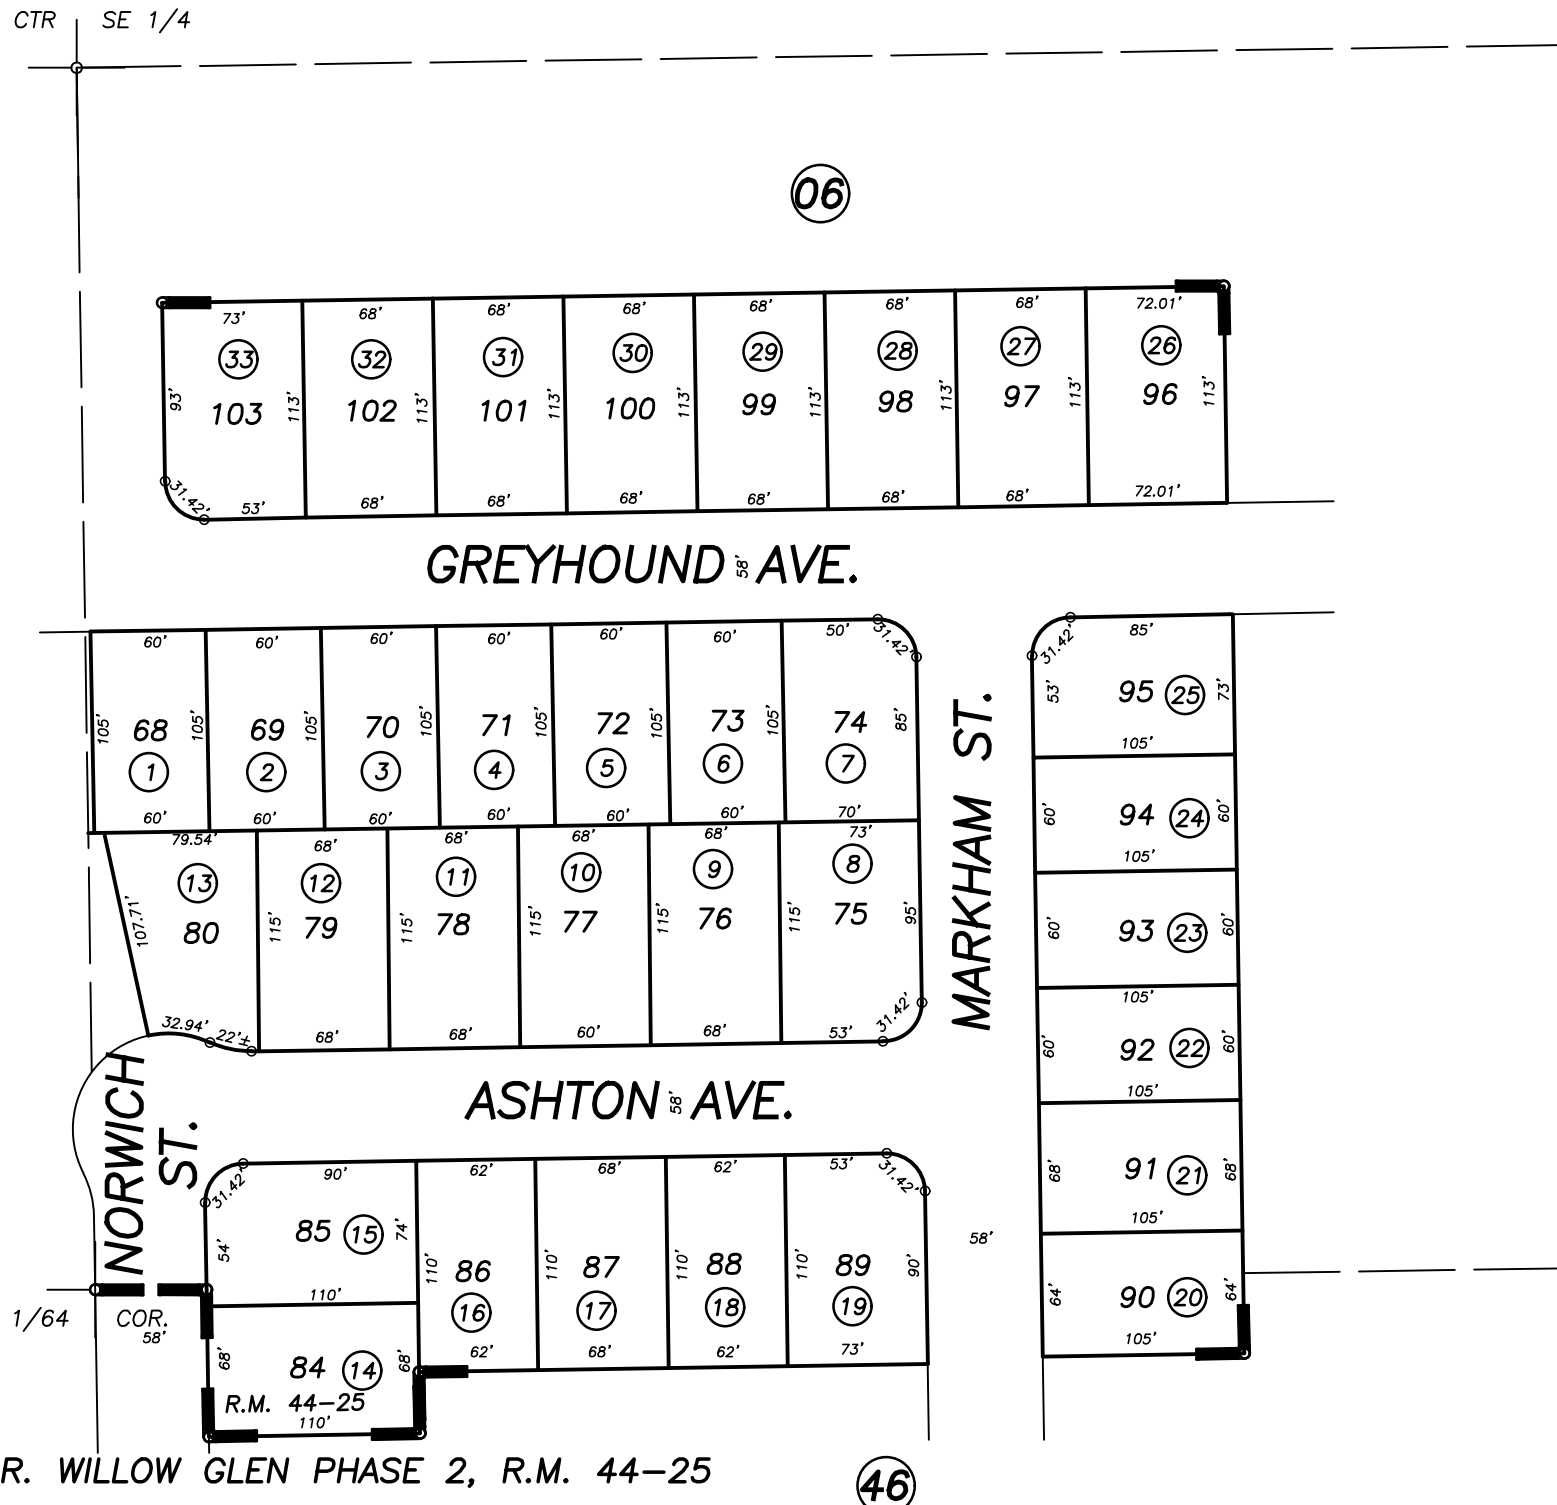 CTR SE 1/4
06
73' 68' 68' 68' 68' 68' 68' 72.01'
33 32 31 30 29 28 27 26
93' 103 113' 102 113' 101 113' 100 113' 99 113' 98 113' 97 113' 96 113'
31.42' 53' 68' 68' 68' 68' 68' 68' 72.01'
GREYHOUND 58' AVE.
60' 60' 60' 60' 60' 60' 50' 31.42'
105' 68 105' 69 105' 70 105' 71 105' 72 105' 73 105' 74 85'
1 2 3 4 5 6 7
60' 60' 60' 60' 60' 60' 70'
79.54' 68' 68' 68' 68' 73'
13 12 11 10 9 8
107.71' 80 115' 79 115' 78 115' 77 115' 76 115' 75 95'
32.94' 22'± 68' 68' 60' 68' 53' 31.42'
MARKHAM ST.
31.42' 85'
53' 95 25 73'
105'
60' 94 24 60'
105'
60' 93 23 60'
105'
60' 92 22 60'
105'
68' 91 21 68'
105'
64' 90 20 64'
105'
NORWICH
ST.
ASHTON 58' AVE.
31.42' 90' 62' 68' 62' 53' 31.42'
54' 85 15 74'
110'
110' 86 110' 87 110' 88 110' 89 90'
16 17 18 19
62' 68' 62' 73'
58'
1/64 COR.
58'
68' 84 14 68'
R.M. 44-25
110'
R. WILLOW GLEN PHASE 2, R.M. 44-25
46